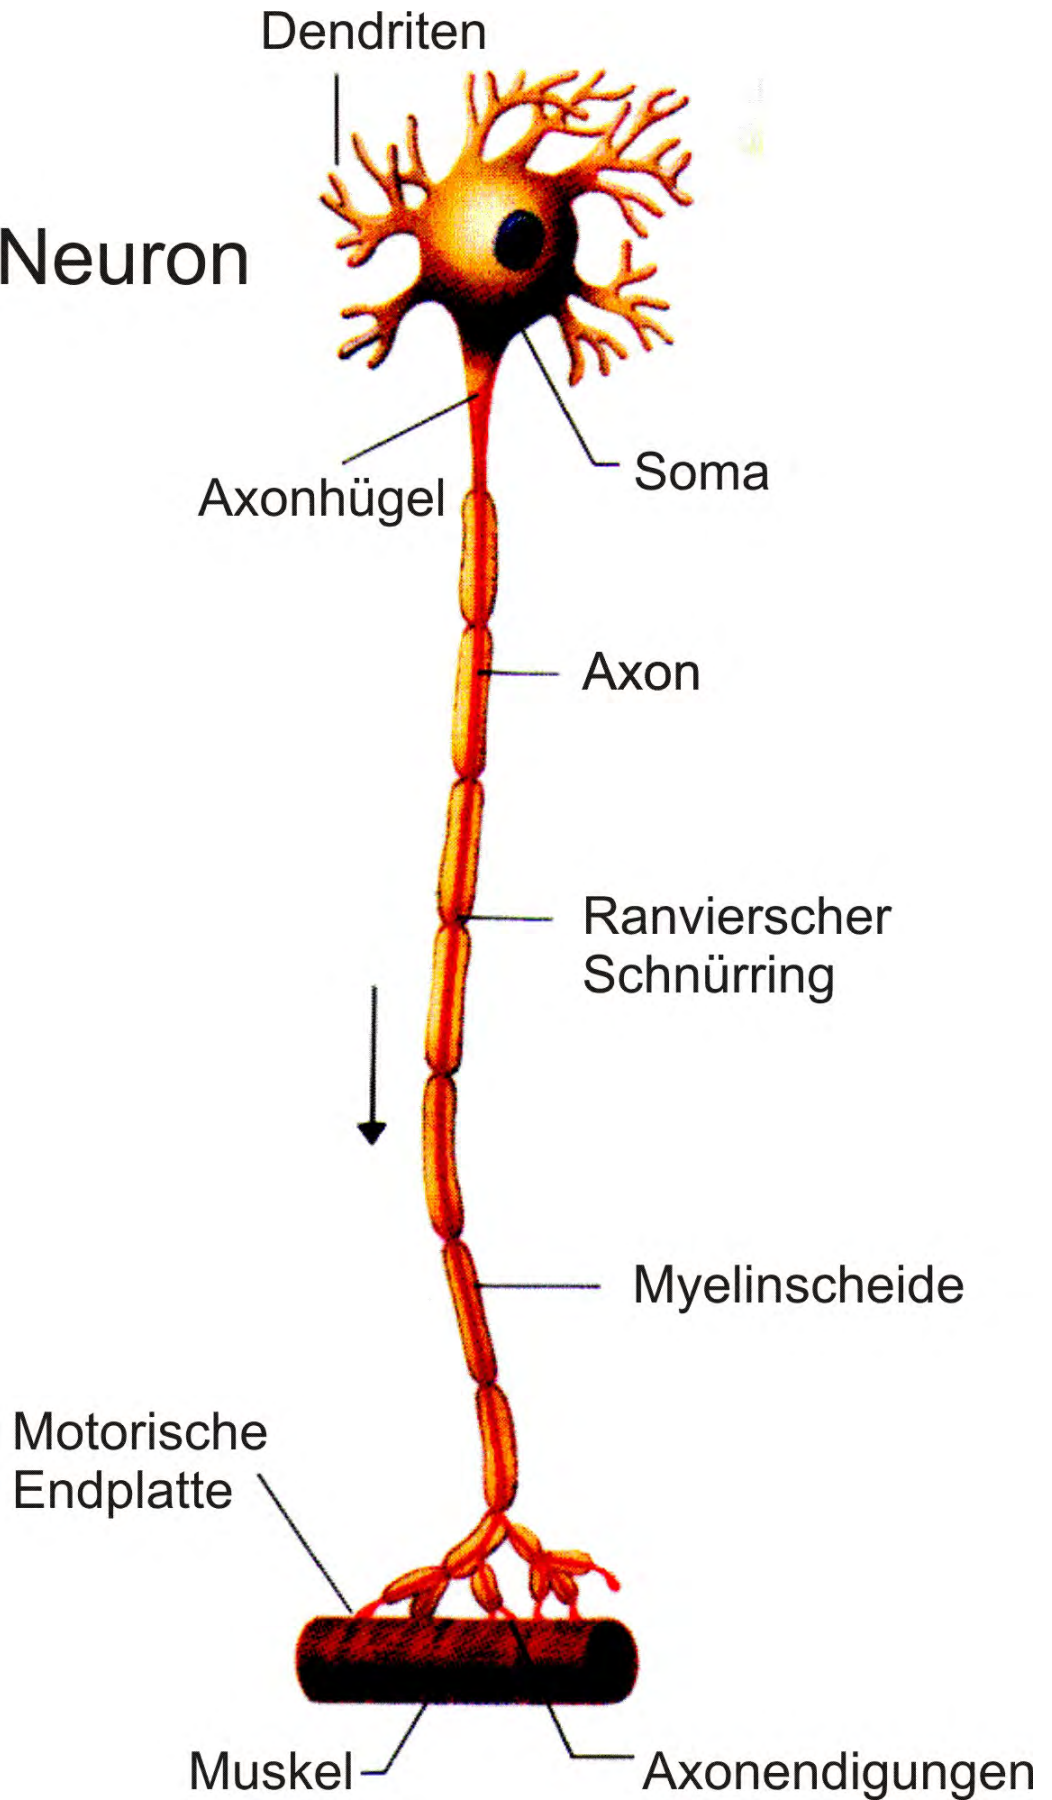 Dendriten
Neuron
Soma
Axonhügel
Axon
Ranvierscher
Schnürring
Myelinscheide
Motorische
Endplatte
Muskel
Axonendigungen